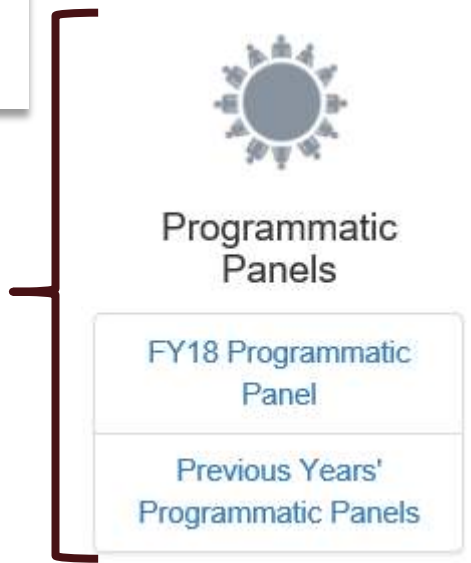 Programmatic
Panels
FY18 Programmatic
Panel
Previous Years'
Programmatic Panels